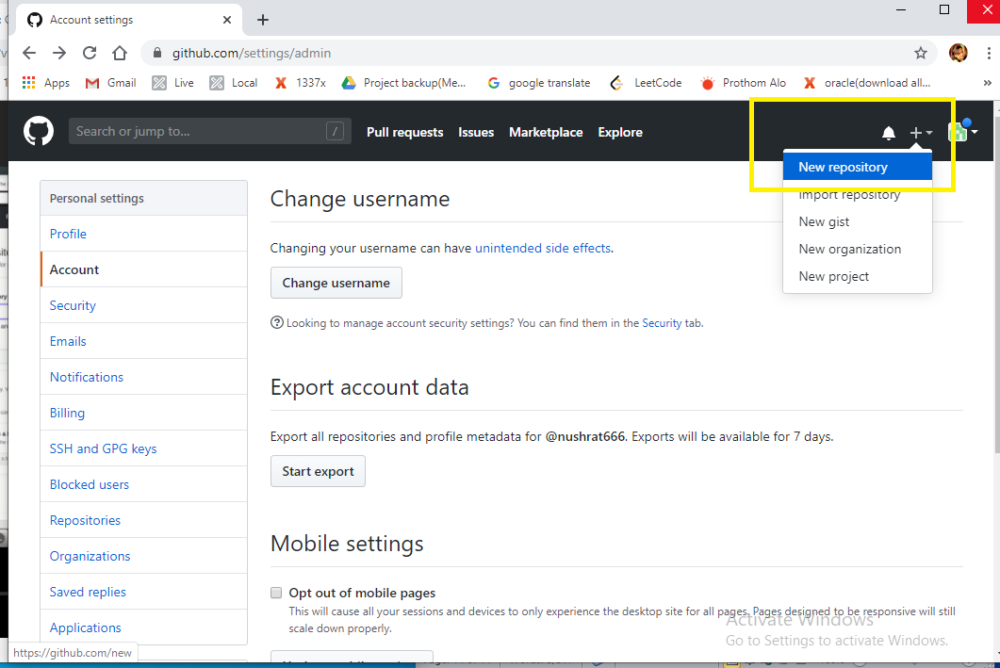 Account settings
github.com/settings/admin
Apps
Gmail
Live
Local
1337x
Project backup(Me...
google translate
LeetCode
Prothom Alo
oracle(download all...
»
Search or jump to...
/
Pull requests
Issues
Marketplace
Explore
New repository
Import repository
New gist
New organization
New project
Personal settings
Profile
Account
Security
Emails
Notifications
Billing
SSH and GPG keys
Blocked users
Repositories
Organizations
Saved replies
Applications
Change username
Changing your username can have unintended side effects.
Change username
Looking to manage account security settings? You can find them in the Security tab.
Export account data
Export all repositories and profile metadata for @nushrat666. Exports will be available for 7 days.
Start export
Mobile settings
Opt out of mobile pages
This will cause all your sessions and devices to only experience the desktop site for all pages. Pages designed to be responsive will still
scale down properly.
Activate Windows
Go to Settings to activate Windows.
https://github.com/new